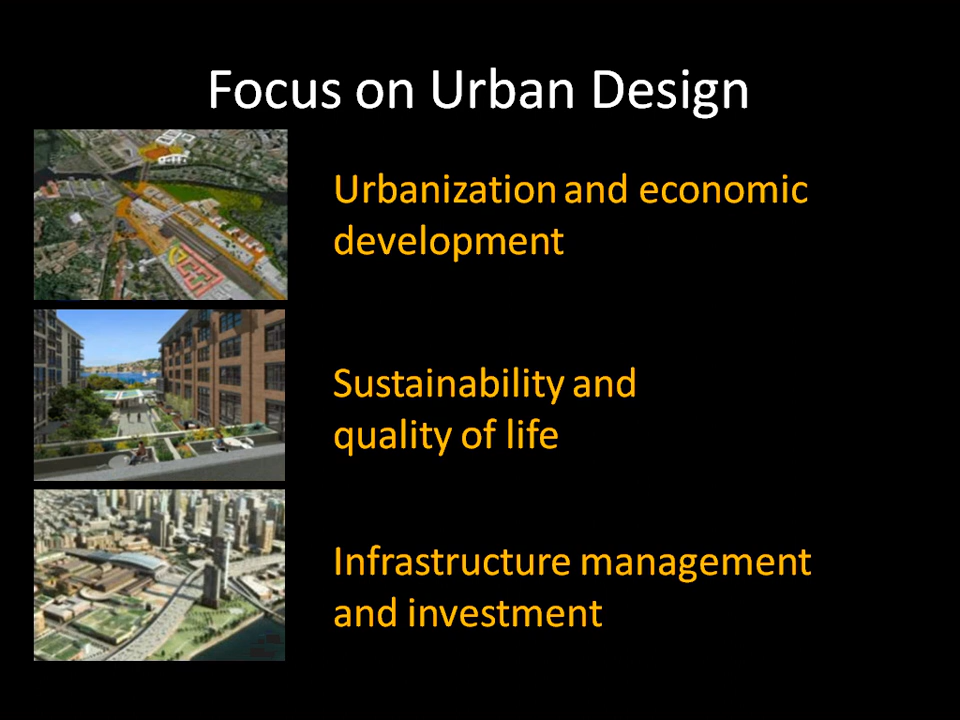 Focus on Urban Design
Urbanization and economic
development
Sustainability and
quality of life
Infrastructure management
and investment